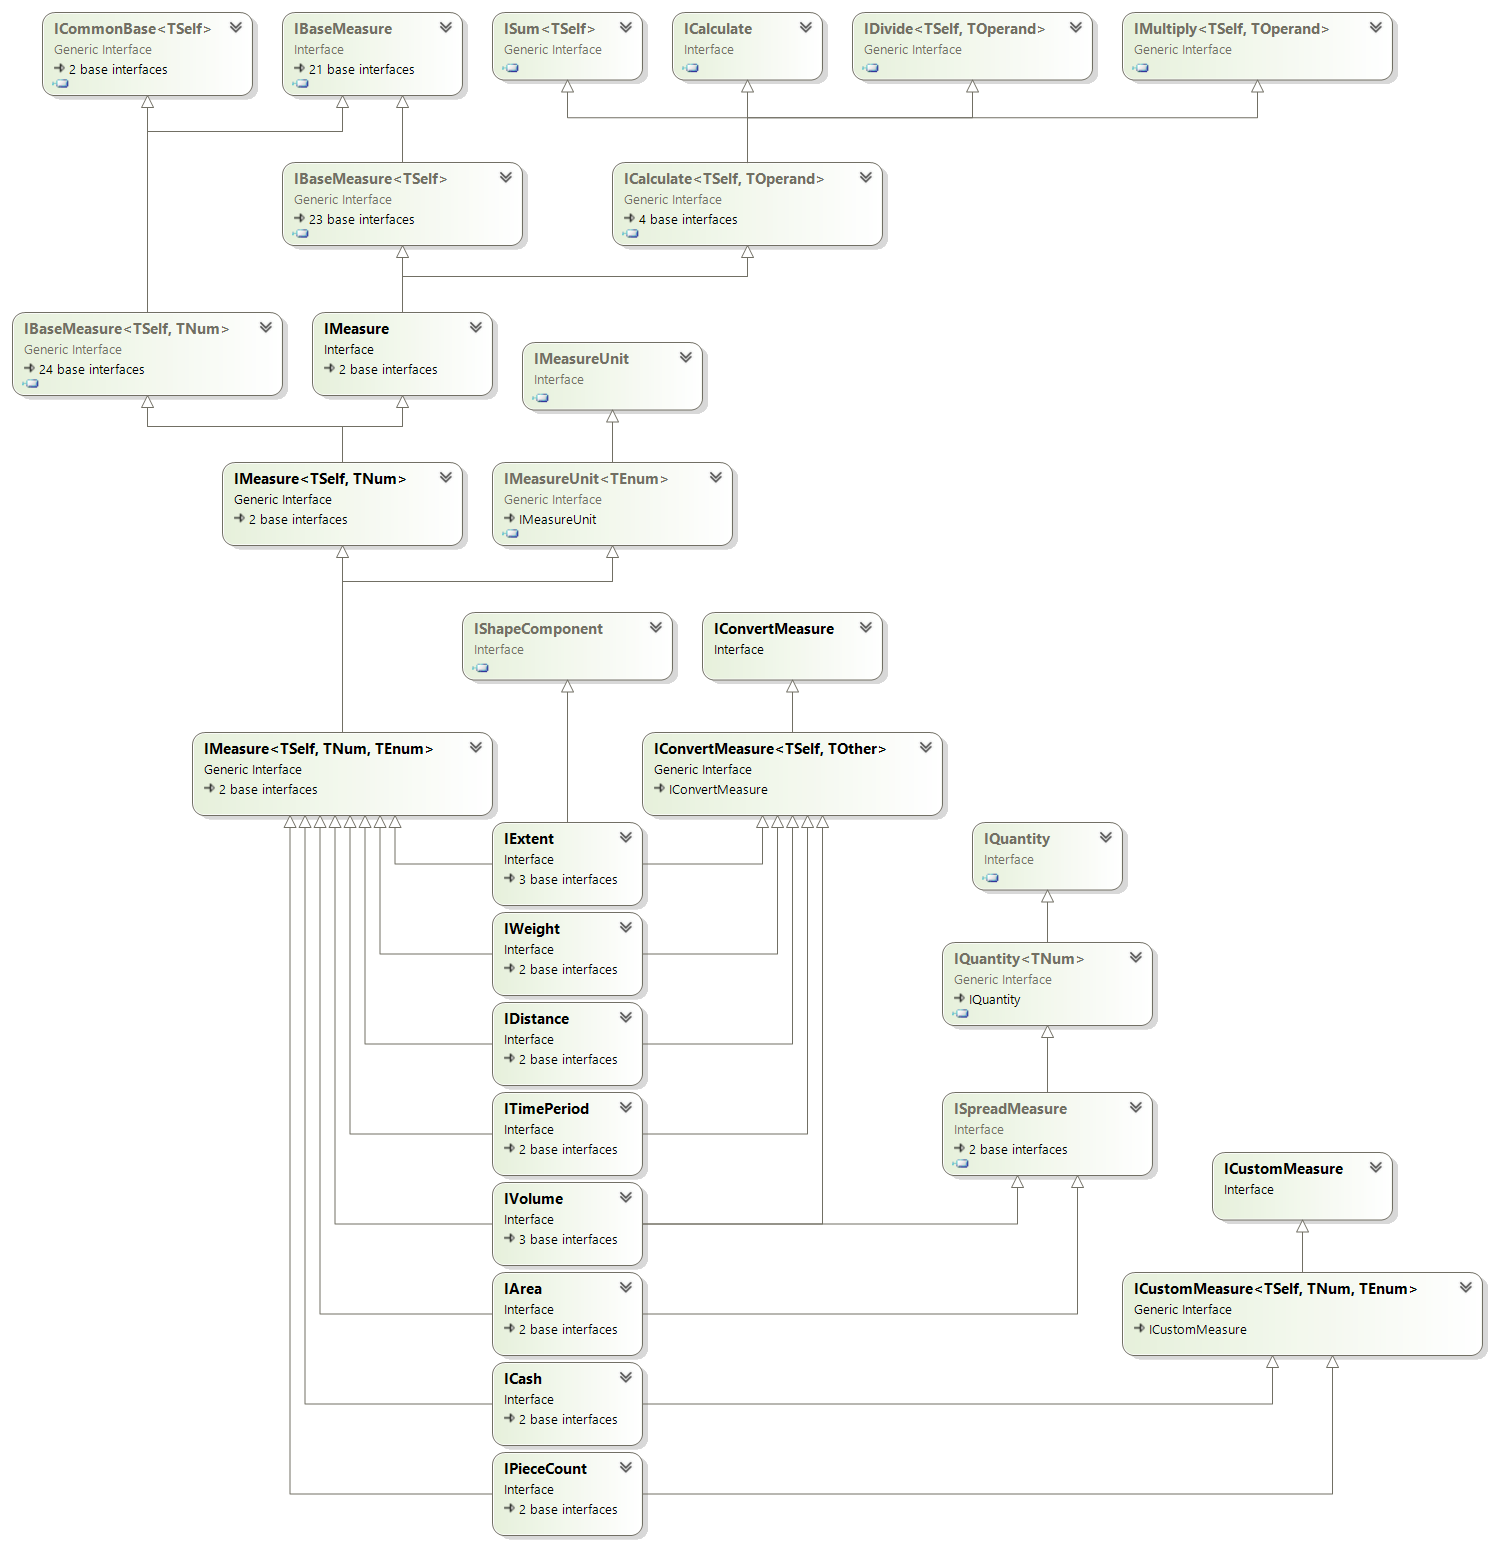 ICommonBase<TSelf>
Generic Interface
2 base interfaces
IBaseMeasure
Interface
21 base interfaces
ISum<TSelf>
Generic Interface
ICalculate
Interface
IDivide<TSelf, TOperand>
Generic Interface
IMultiply<TSelf, TOperand>
Generic Interface
IBaseMeasure<TSelf>
Generic Interface
23 base interfaces
ICalculate<TSelf, TOperand>
Generic Interface
4 base interfaces
IBaseMeasure<TSelf, TNum>
Generic Interface
24 base interfaces
IMeasure
Interface
2 base interfaces
IMeasureUnit
Interface
IMeasure<TSelf, TNum>
Generic Interface
2 base interfaces
IMeasureUnit<TEnum>
Generic Interface
IMeasureUnit
IShapeComponent
Interface
IConvertMeasure
Interface
IMeasure<TSelf, TNum, TEnum>
Generic Interface
2 base interfaces
IConvertMeasure<TSelf, TOther>
Generic Interface
IConvertMeasure
IExtent
Interface
3 base interfaces
IQuantity
Interface
IWeight
Interface
2 base interfaces
IQuantity<TNum>
Generic Interface
IQuantity
IDistance
Interface
2 base interfaces
ITimePeriod
Interface
2 base interfaces
ISpreadMeasure
Interface
2 base interfaces
ICustomMeasure
Interface
IVolume
Interface
3 base interfaces
IArea
Interface
2 base interfaces
ICustomMeasure<TSelf, TNum, TEnum>
Generic Interface
ICustomMeasure
ICash
Interface
2 base interfaces
IPieceCount
Interface
2 base interfaces